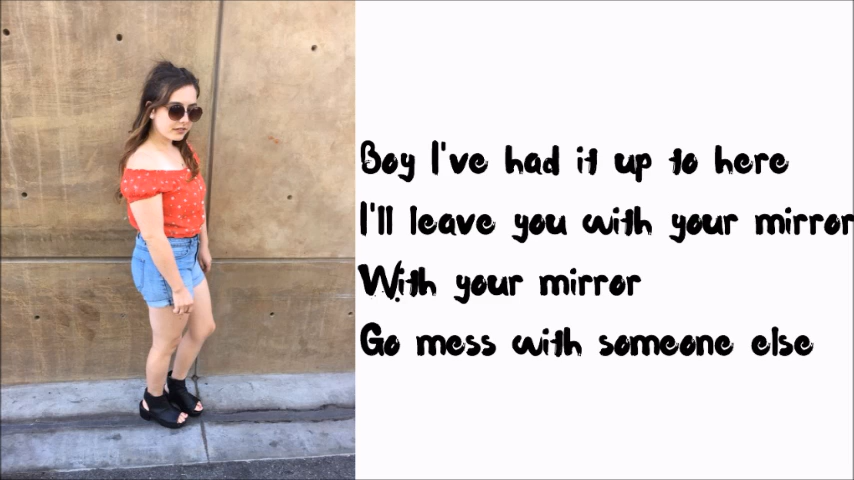 Boy I've had it up to here
I'll leave you with your mirror
With your mirror
Go mess with someone else